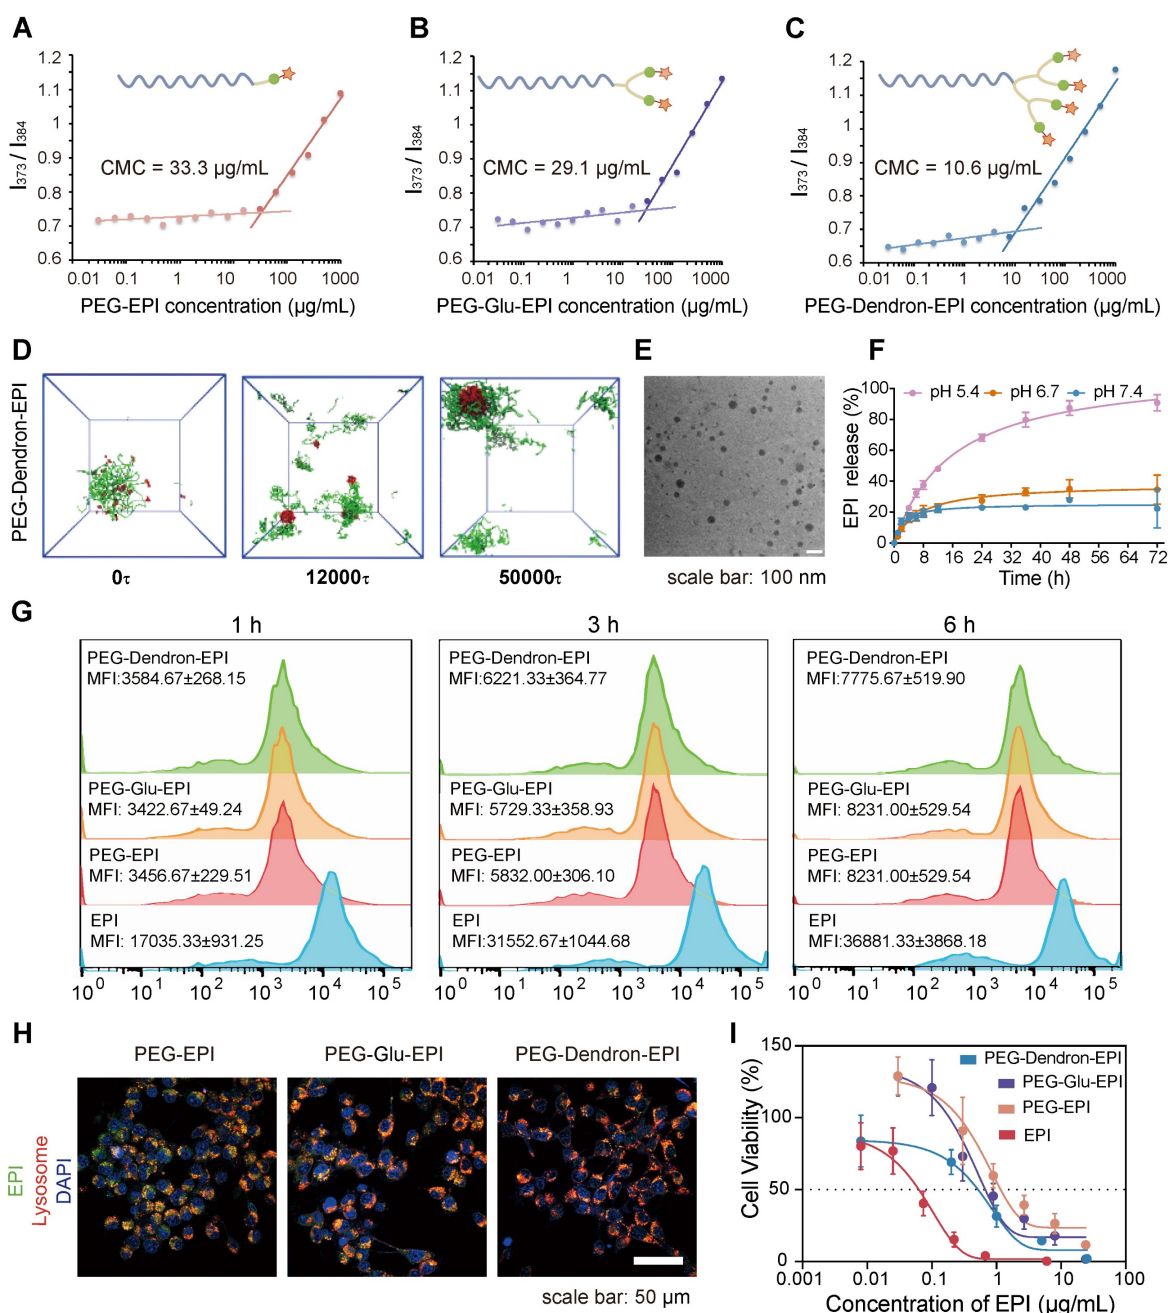 A
B
C
1.2
1.1
1
0.9
0.8
0.7
0.6
I373 / I384
CMC = 33.3 µg/mL
0.01 0.1 1 10 100 1000
PEG-EPI concentration (µg/mL)
1.2
1.1
1
0.9
0.8
0.7
0.6
I373 / I384
CMC = 29.1 µg/mL
0.01 0.1 1 10 100 1000
PEG-Glu-EPI concentration (µg/mL)
1.2
1.1
1
0.9
0.8
0.7
0.6
I373 / I384
CMC = 10.6 µg/mL
0.01 0.1 1 10 100 1000
PEG-Dendron-EPI concentration (µg/mL)
D
PEG-Dendron-EPI
0τ
12000τ
50000τ
E
scale bar: 100 nm
F
EPI release (%)
100
80
60
40
20
0
pH 5.4 pH 6.7 pH 7.4
0 8 16 24 32 40 48 56 64 72
Time (h)
G
1 h
PEG-Dendron-EPI
MFI:3584.67±268.15
PEG-Glu-EPI
MFI: 3422.67±49.24
PEG-EPI
MFI: 3456.67±229.51
EPI
MFI: 17035.33±931.25
10^0 10^1 10^2 10^3 10^4 10^5
3 h
PEG-Dendron-EPI
MFI:6221.33±364.77
PEG-Glu-EPI
MFI: 5729.33±358.93
PEG-EPI
MFI: 5832.00±306.10
EPI
MFI:31552.67±1044.68
10^0 10^1 10^2 10^3 10^4 10^5
6 h
PEG-Dendron-EPI
MFI:7775.67±519.90
PEG-Glu-EPI
MFI: 8231.00±529.54
PEG-EPI
MFI: 8231.00±529.54
EPI
MFI:36881.33±3868.18
10^0 10^1 10^2 10^3 10^4 10^5
H
PEG-EPI
PEG-Glu-EPI
PEG-Dendron-EPI
EPI
Lysosome
DAPI
scale bar: 50 µm
I
Cell Viability (%)
150
100
50
0
PEG-Dendron-EPI
PEG-Glu-EPI
PEG-EPI
EPI
0.001 0.01 0.1 1 10 100
Concentration of EPI (µg/mL)